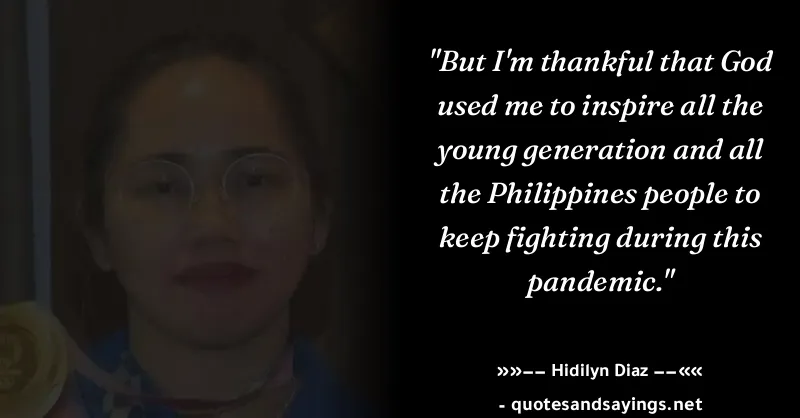 "But I'm thankful that God
used me to inspire all the
young generation and all
the Philippines people to
keep fighting during this
pandemic."
»»−− Hidilyn Diaz −−««
- quotesandsayings.net